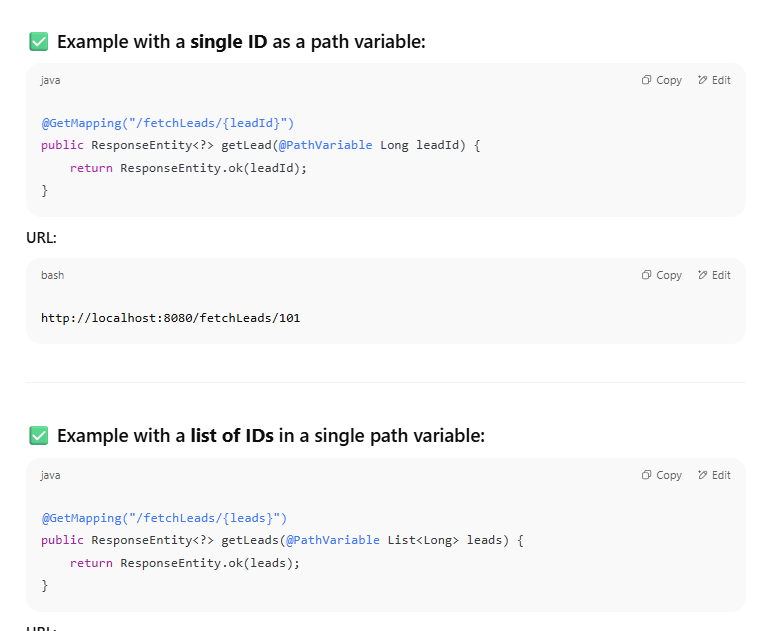 ✅ Example with a single ID as a path variable:
java
Copy
Edit
@GetMapping("/fetchLeads/{leadId}")
public ResponseEntity<?> getLead(@PathVariable Long leadId) {
    return ResponseEntity.ok(leadId);
}
URL:
bash
Copy
Edit
http://localhost:8080/fetchLeads/101
✅ Example with a list of IDs in a single path variable:
java
Copy
Edit
@GetMapping("/fetchLeads/{leads}")
public ResponseEntity<?> getLeads(@PathVariable List<Long> leads) {
    return ResponseEntity.ok(leads);
}
URL: